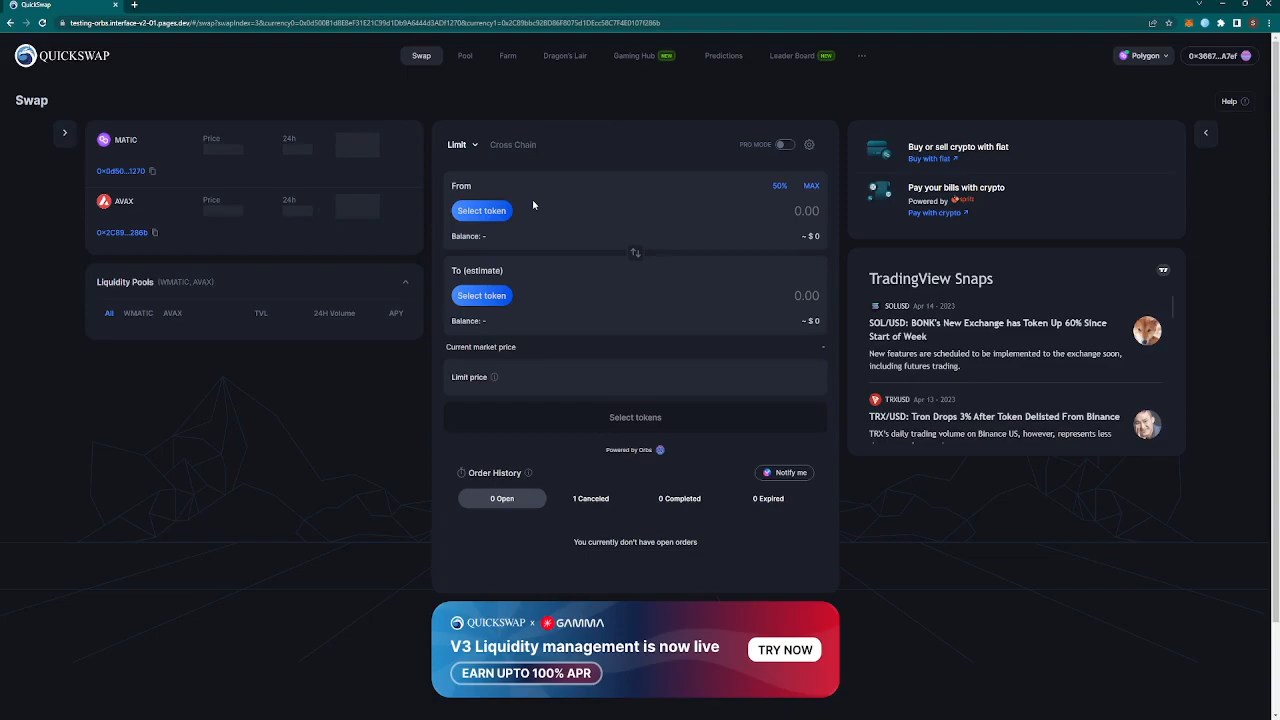 QuickSwap
testing-orbs.interface-v2-01.pages.dev/#/swap?swapIndex=3&currency0=0x0d500B1d8E8eF31E21C99d1Db9A6444d3ADf1270&currency1=0x2C89bbc92BD86F8075d1DEcc58C7F4E0107f286b
QUICKSWAP
Swap
Pool
Farm
Dragon's Lair
Gaming Hub NEW
Predictions
Leader Board NEW
...
Polygon
0x3667...A7ef
Swap
Help
MATIC
Price
24h
0x0d50...1270
AVAX
Price
24h
0x2C89...286b
Liquidity Pools (WMATIC, AVAX)
All WMATIC AVAX TVL 24H Volume APY
Limit Cross Chain PRO MODE
From 50% MAX
Select token 0.00
Balance: - ~ $ 0
To (estimate)
Select token 0.00
Balance: - ~ $ 0
Current market price -
Limit price
Select tokens
Powered by Orbs
Order History Notify me
0 Open 1 Canceled 0 Completed 0 Expired
You currently don't have open orders
QUICKSWAP x GAMMA
V3 Liquidity management is now live
EARN UPTO 100% APR
TRY NOW
Buy or sell crypto with fiat
Buy with fiat
Pay your bills with crypto
Powered by spritz
Pay with crypto
TradingView Snaps
SOLUSD Apr 14 - 2023
SOL/USD: BONK's New Exchange has Token Up 60% Since
Start of Week
New features are scheduled to be implemented to the exchange soon,
including futures trading.
TRXUSD Apr 13 - 2023
TRX/USD: Tron Drops 3% After Token Delisted From Binance
TRX's daily trading volume on Binance US, however, represents less